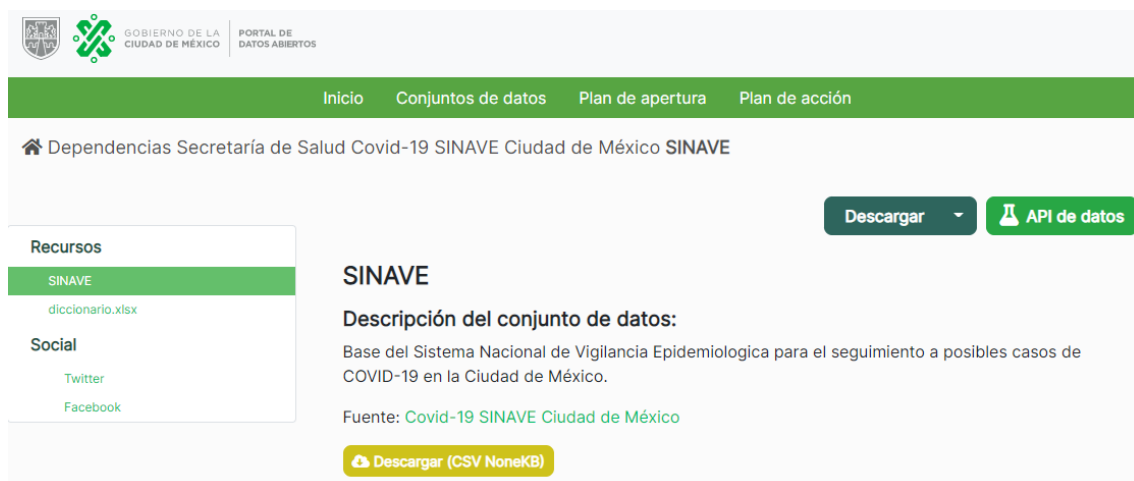 GOBIERNO DE LA
CIUDAD DE MÉXICO
PORTAL DE
DATOS ABIERTOS
Inicio Conjuntos de datos Plan de apertura Plan de acción
Dependencias Secretaría de Salud Covid-19 SINAVE Ciudad de México SINAVE
Descargar
API de datos
Recursos
SINAVE
diccionario.xlsx
Social
Twitter
Facebook
SINAVE
Descripción del conjunto de datos:
Base del Sistema Nacional de Vigilancia Epidemiologica para el seguimiento a posibles casos de
COVID-19 en la Ciudad de México.
Fuente: Covid-19 SINAVE Ciudad de México
Descargar (CSV NoneKB)